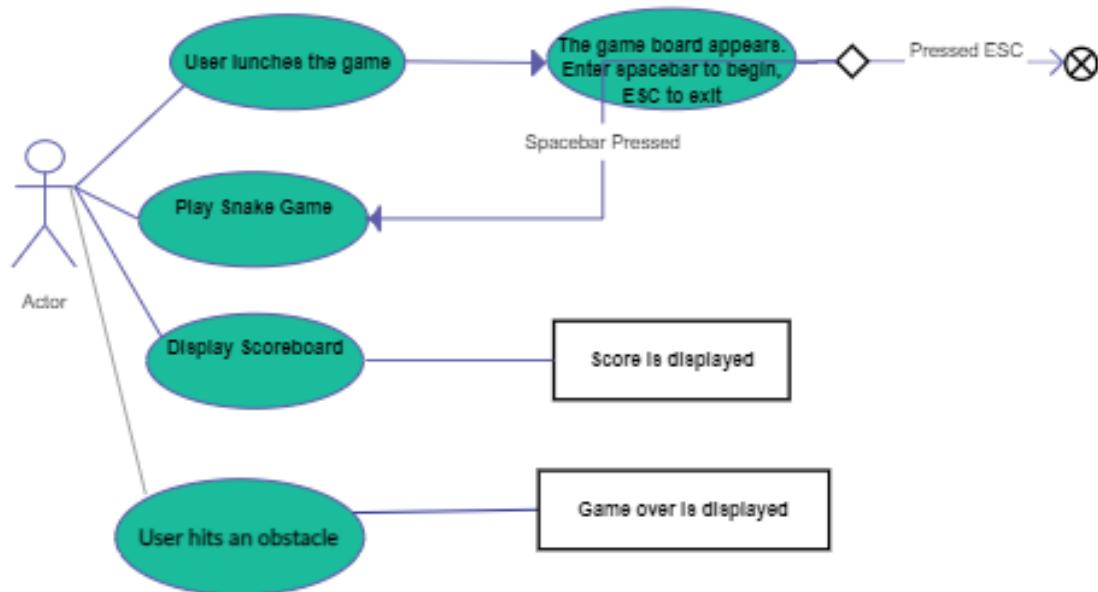 User lunches the game
The game board appears.
Enter spacebar to begin,
ESC to exit
Pressed ESC
Spacebar Pressed
Play Snake Game
Actor
Display Scoreboard
Score is displayed
User hits an obstacle
Game over is displayed